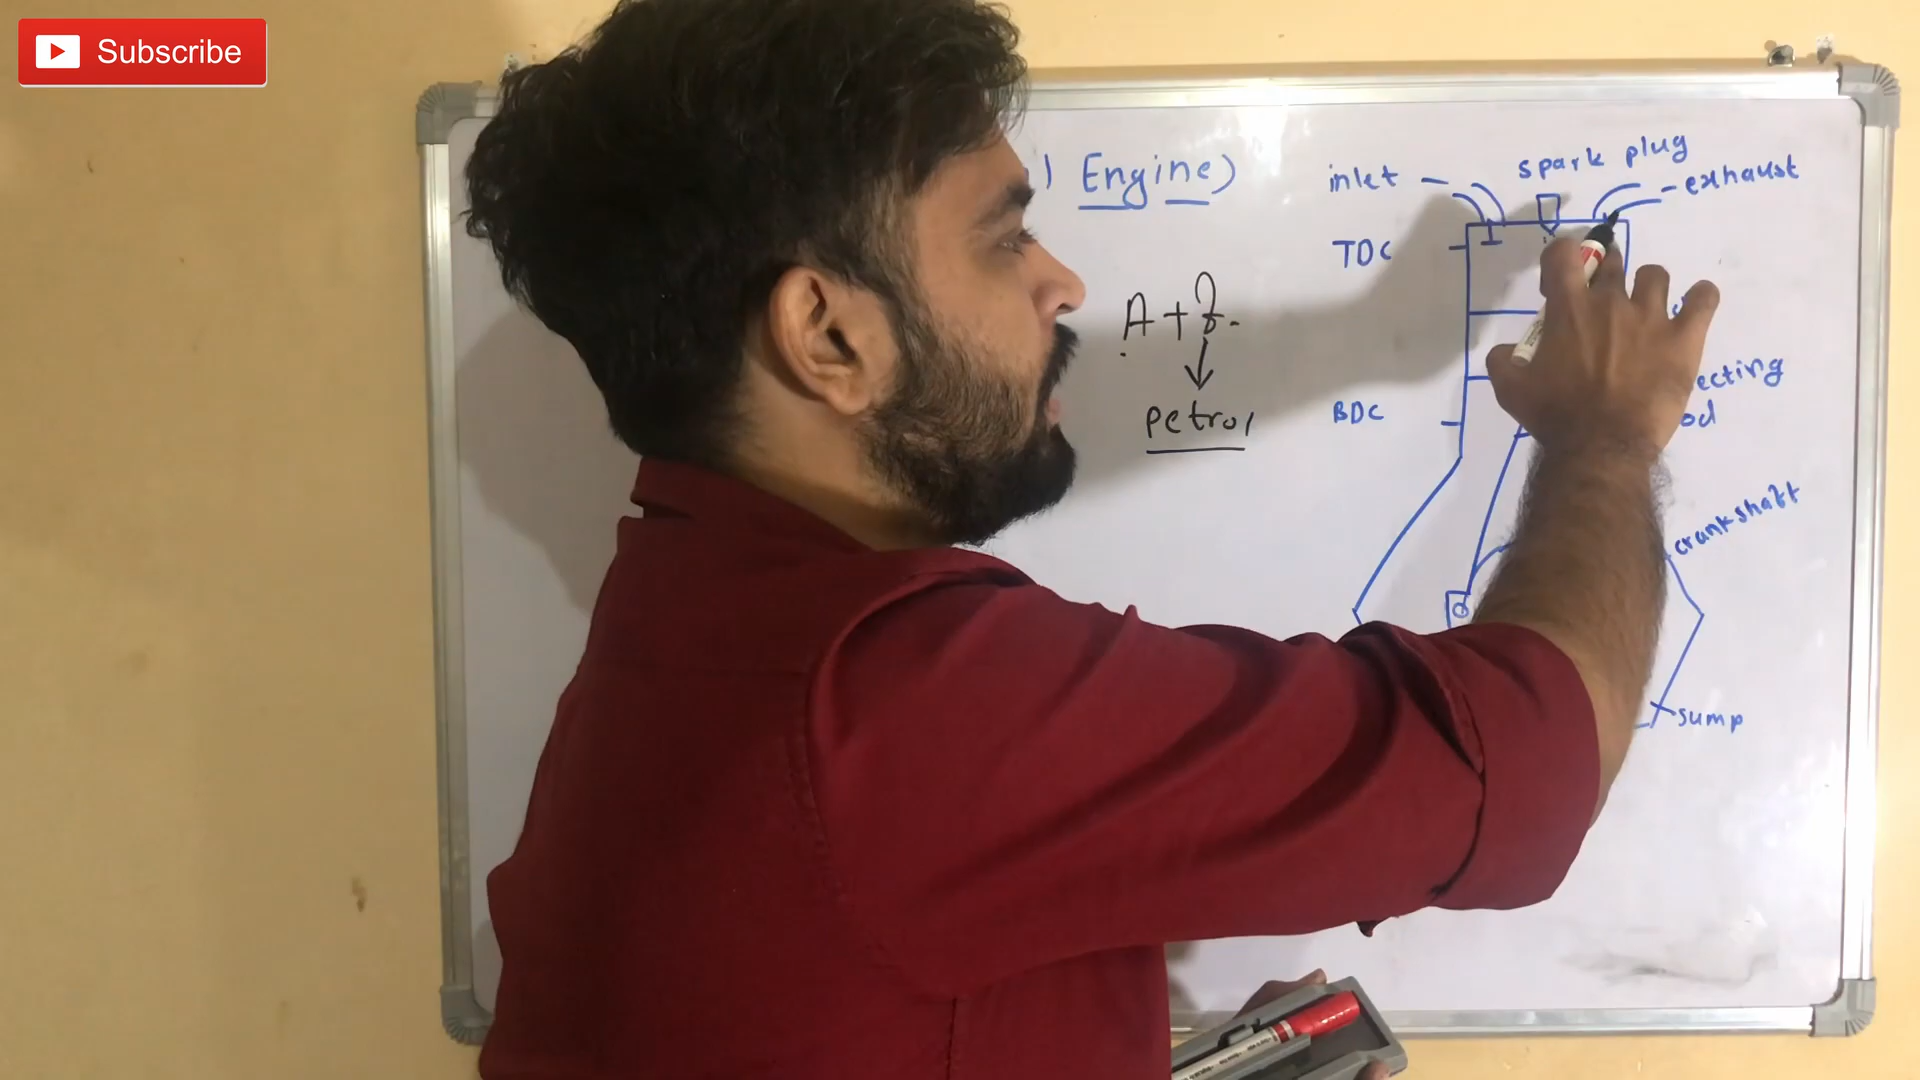 Subscribe
Engine)
inlet
spark plug
exhaust
TDC
A + f.
petrol
ecting
od
BDC
crankshaft
sump